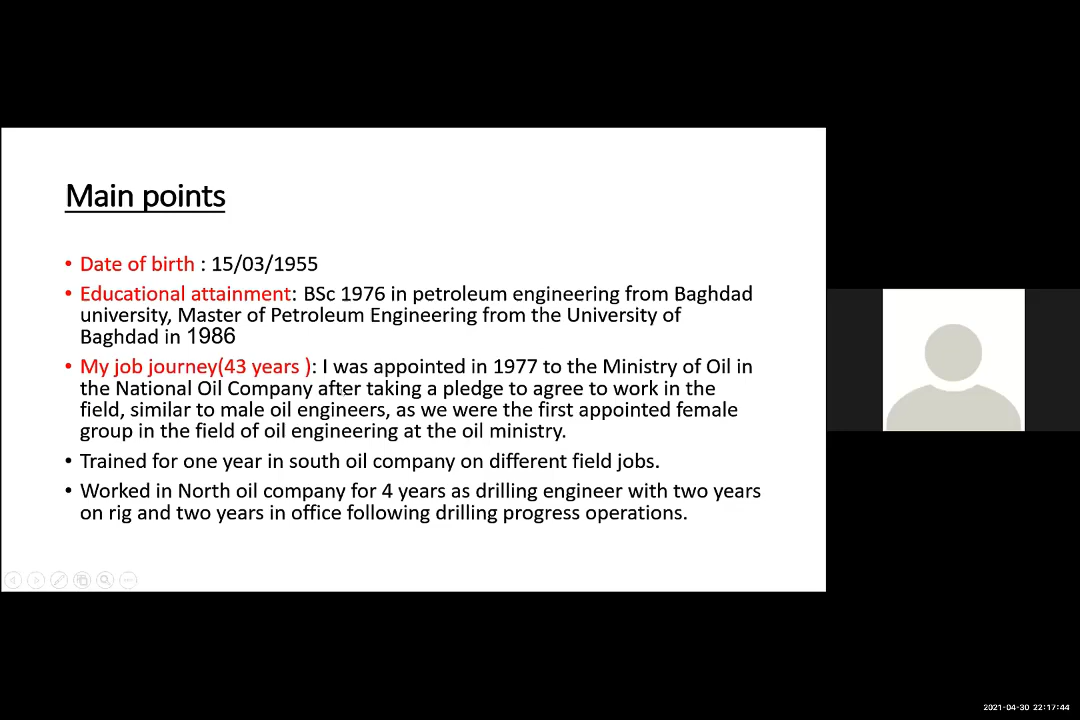 Main points
• Date of birth : 15/03/1955
• Educational attainment: BSc 1976 in petroleum engineering from Baghdad
university, Master of Petroleum Engineering from the University of
Baghdad in 1986
• My job journey(43 years ): I was appointed in 1977 to the Ministry of Oil in
the National Oil Company after taking a pledge to agree to work in the
field, similar to male oil engineers, as we were the first appointed female
group in the field of oil engineering at the oil ministry.
• Trained for one year in south oil company on different field jobs.
• Worked in North oil company for 4 years as drilling engineer with two years
on rig and two years in office following drilling progress operations.
2021-04-30 22:17:44